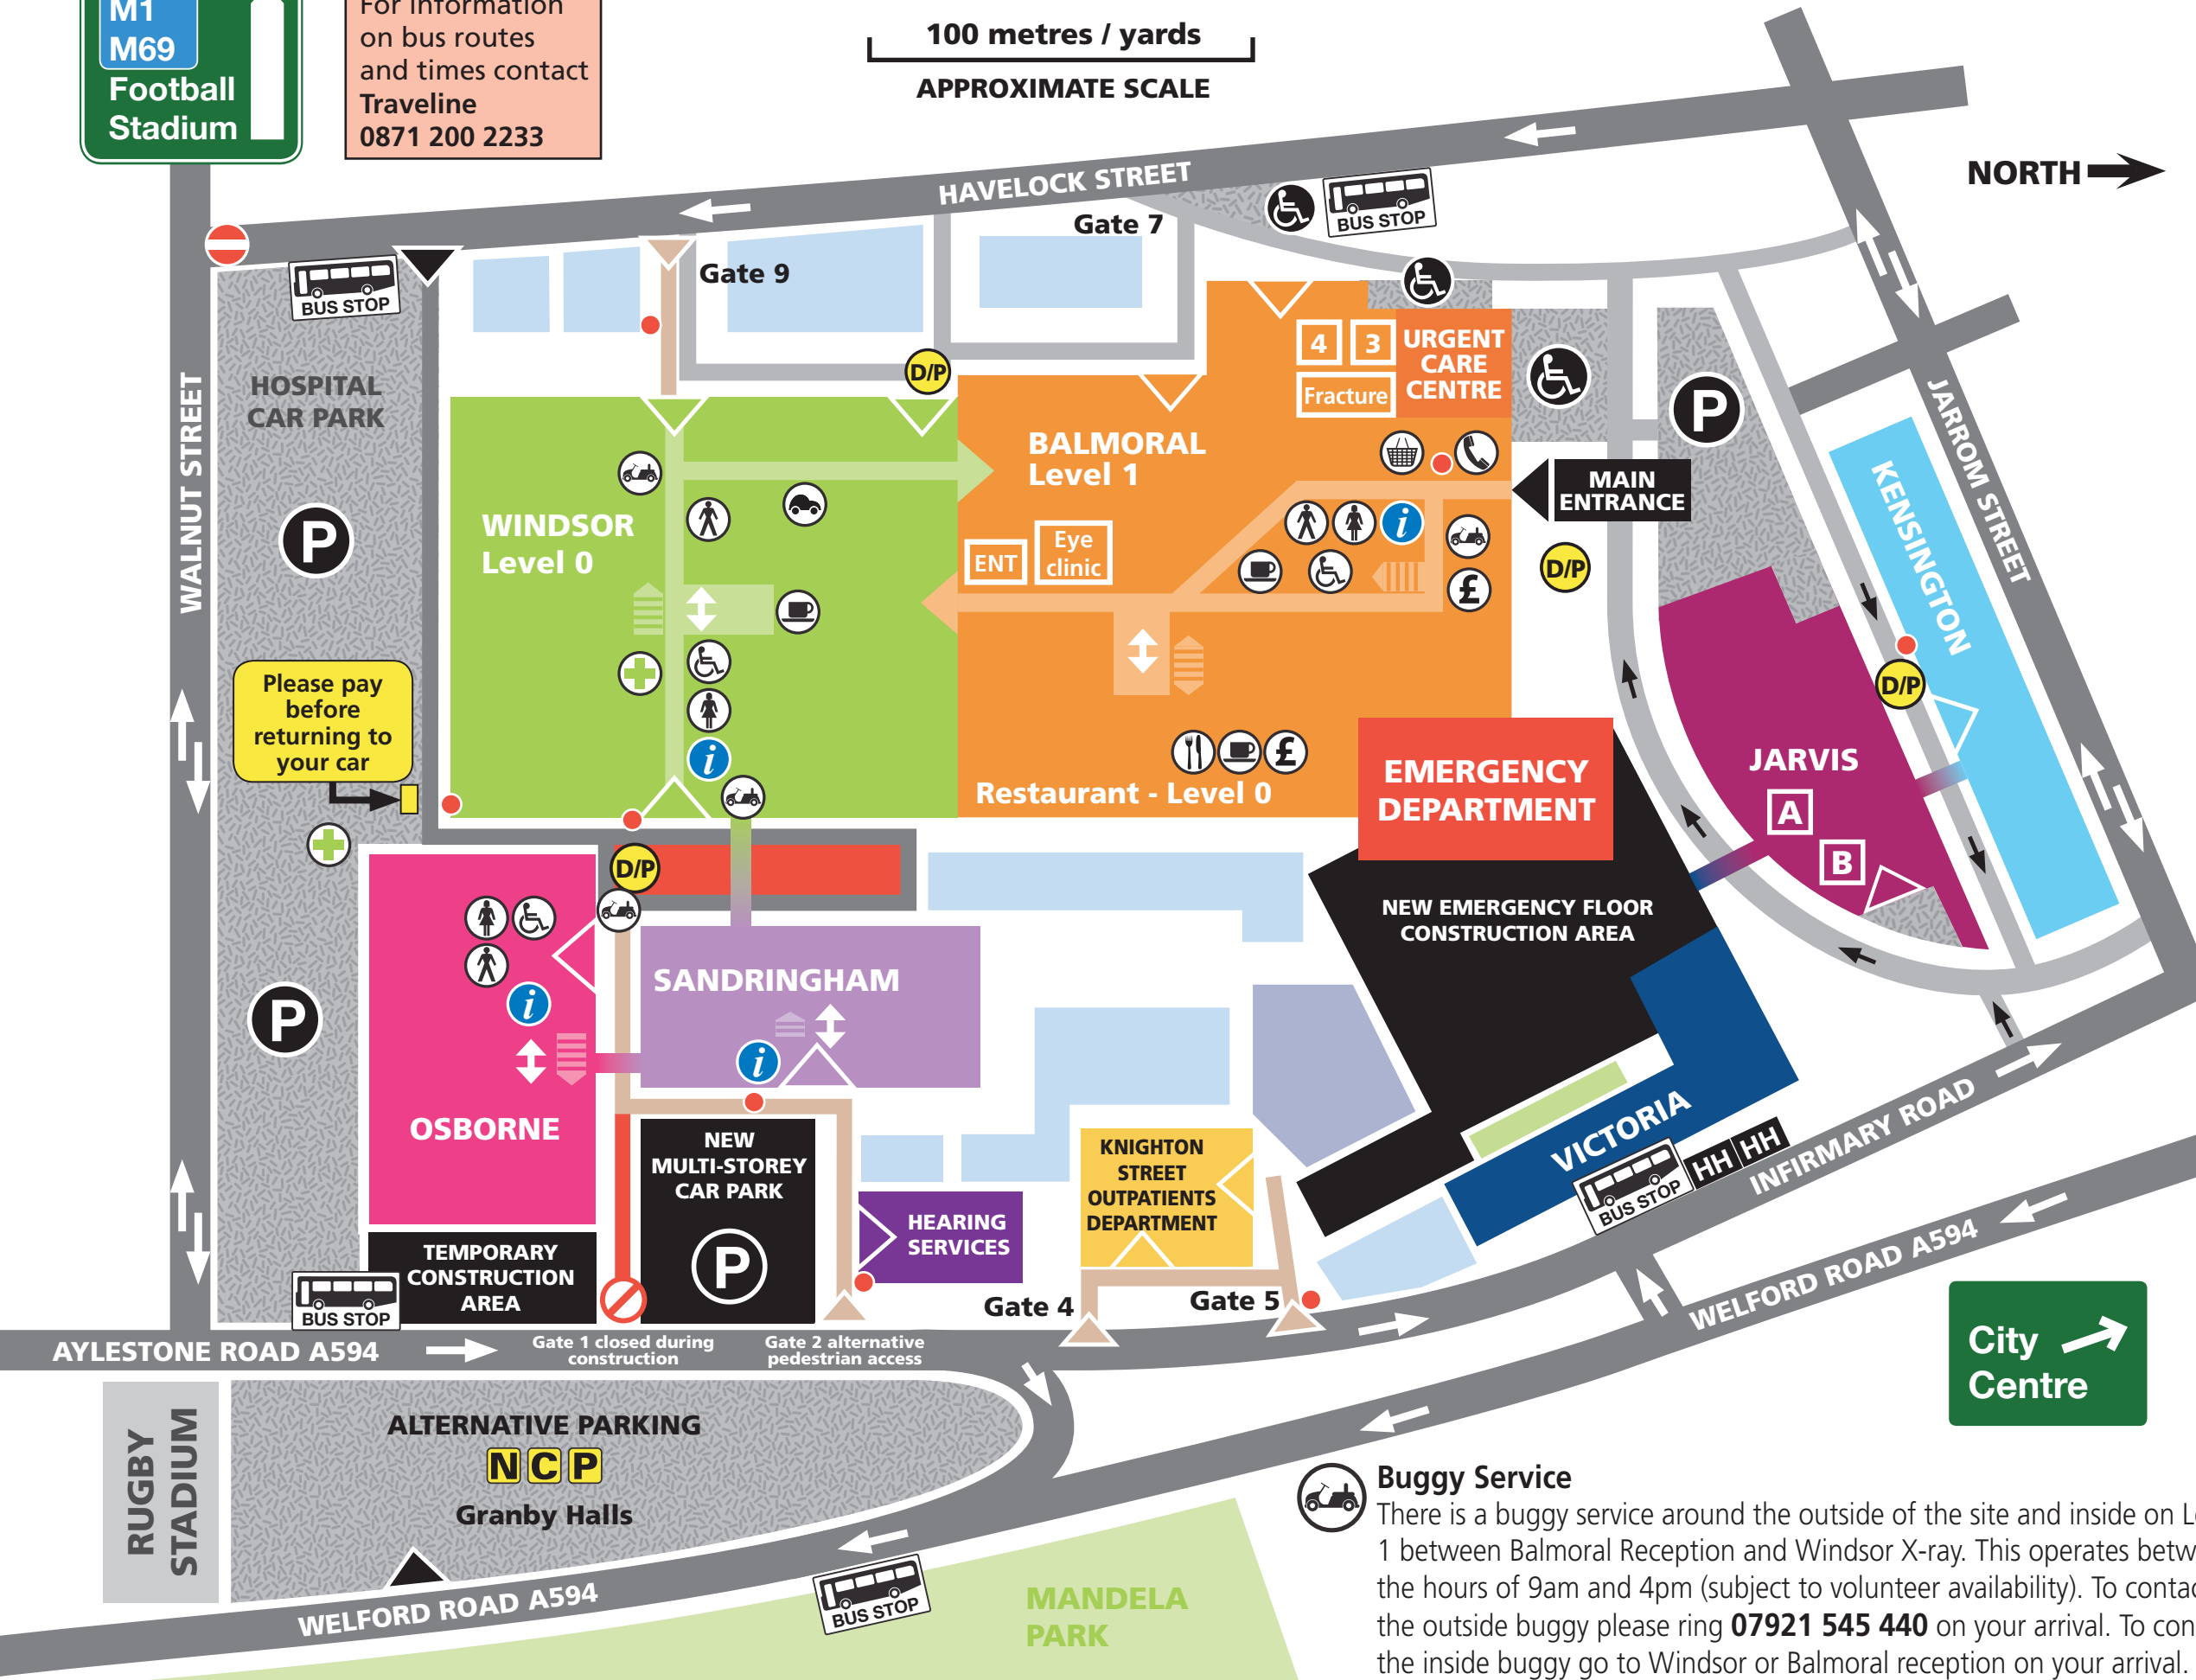 M1
M69
Football
Stadium
For information
on bus routes
and times contact
Traveline
0871 200 2233
100 metres / yards
APPROXIMATE SCALE
NORTH
HAVELOCK STREET
Gate 7
BUS STOP
Gate 9
BUS STOP
HOSPITAL
CAR PARK
WALNUT STREET
P
Please pay
before
returning to
your car
P
D/P
WINDSOR
Level 0
i
BALMORAL
Level 1
4
3
Fracture
URGENT
CARE
CENTRE
ENT
Eye
clinic
i
£
£
Restaurant - Level 0
MAIN
ENTRANCE
D/P
P
JARROM STREET
KENSINGTON
D/P
JARVIS
A
B
EMERGENCY
DEPARTMENT
NEW EMERGENCY FLOOR
CONSTRUCTION AREA
D/P
i
OSBORNE
SANDRINGHAM
i
TEMPORARY
CONSTRUCTION
AREA
BUS STOP
NEW
MULTI-STOREY
CAR PARK
P
HEARING
SERVICES
KNIGHTON
STREET
OUTPATIENTS
DEPARTMENT
Gate 4
Gate 5
VICTORIA
BUS STOP
HH
HH
INFIRMARY ROAD
WELFORD ROAD A594
AYLESTONE ROAD A594
Gate 1 closed during
construction
Gate 2 alternative
pedestrian access
City
Centre
RUGBY
STADIUM
ALTERNATIVE PARKING
NCP
Granby Halls
WELFORD ROAD A594
BUS STOP
MANDELA
PARK
Buggy Service
There is a buggy service around the outside of the site and inside on
1 between Balmoral Reception and Windsor X-ray. This operates
the hours of 9am and 4pm (subject to volunteer availability). To
the outside buggy please ring 07921 545 440 on your arrival. To
the inside buggy go to Windsor or Balmoral reception on your arrival.